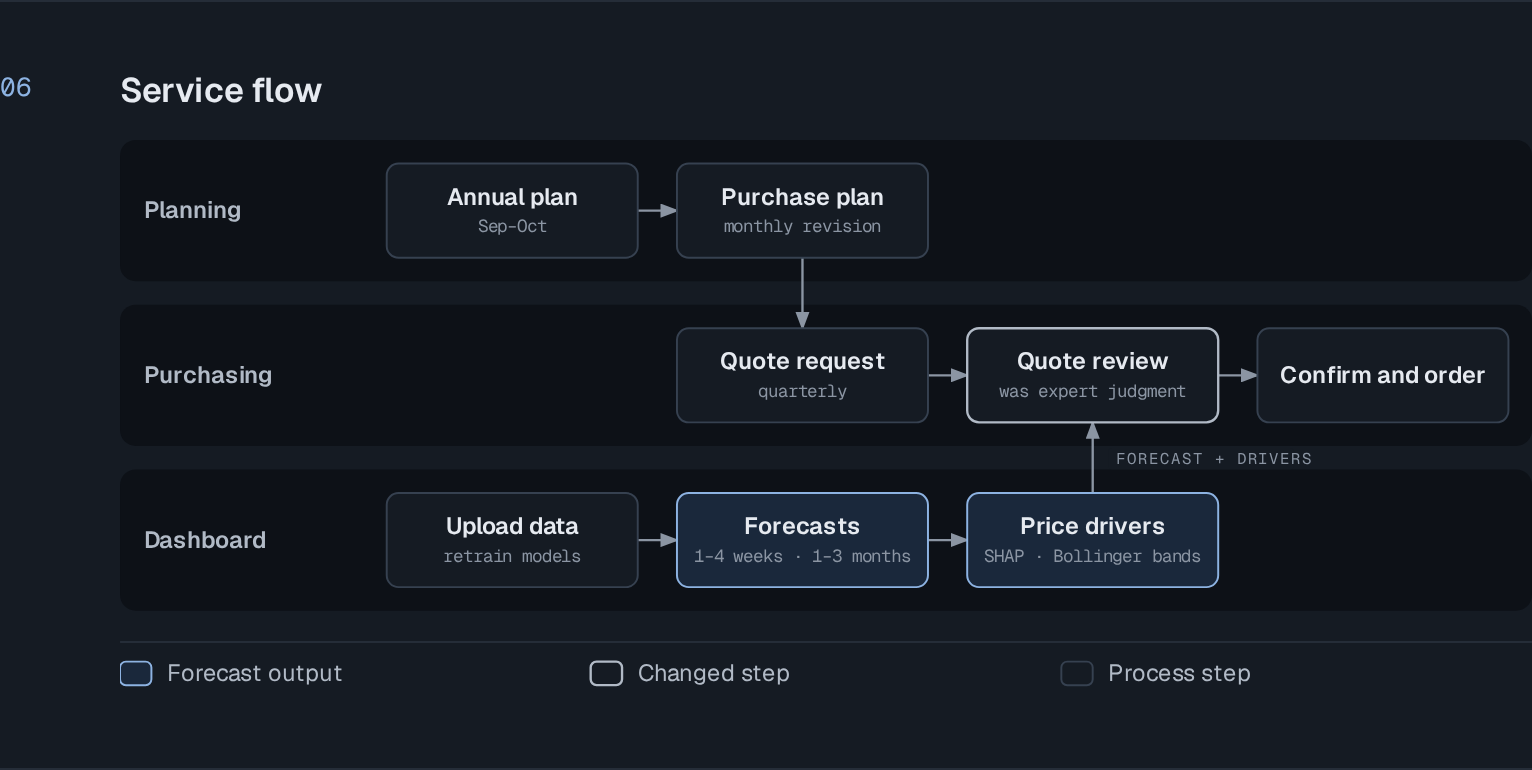 06
Service flow
Planning
Annual plan
Sep–Oct
Purchase plan
monthly revision
Purchasing
Quote request
quarterly
Quote review
was expert judgment
Confirm and order
FORECAST + DRIVERS
Dashboard
Upload data
retrain models
Forecasts
1–4 weeks · 1–3 months
Price drivers
SHAP · Bollinger bands
Forecast output
Changed step
Process step